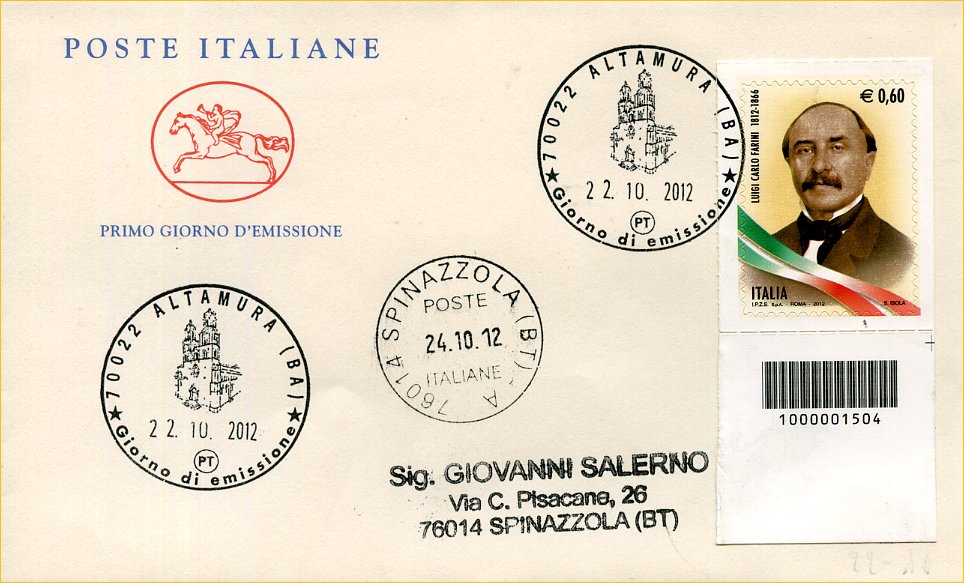 POSTE ITALIANE
PRIMO GIORNO D'EMISSIONE
70022 ALTAMURA (BA)
22.10.2012
PT
★Giorno di emissione★
€ 0,60
LUIGI CARLO FARINI 1812-1866
ITALIA
I.P.Z.S. S.p.A. - ROMA - 2012
S. ISOLA
1000001504
76014 SPINAZZOLA (BT) A
POSTE
24.10.12
ITALIANE
70022 ALTAMURA (BA)
22.10.2012
PT
★Giorno di emissione★
Sig. GIOVANNI SALERNO
Via C. Pisacane, 26
76014 SPINAZZOLA (BT)